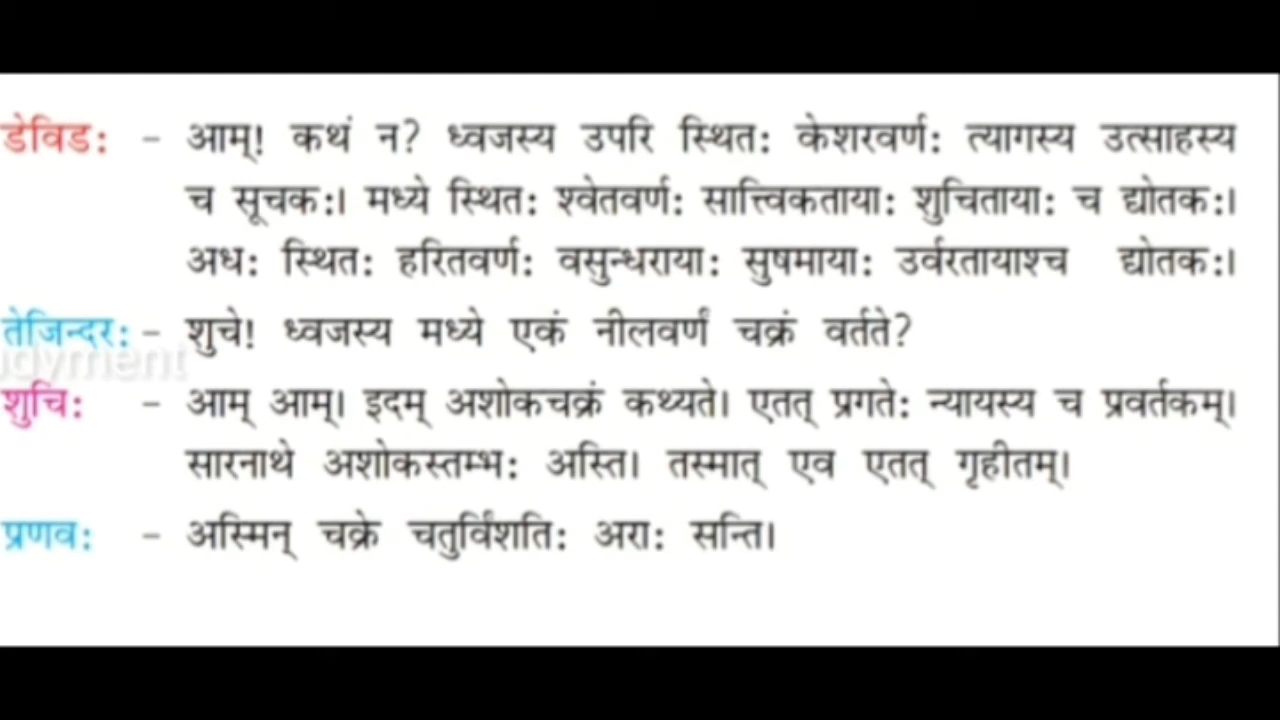 डेविड: – आम्! कथं न? ध्वजस्य उपरि स्थित: केशरवर्ण: त्यागस्य उत्साहस्य
च सूचक:। मध्ये स्थित: श्वेतवर्ण: सात्त्विकताया: शुचिताया: च द्योतक:।
अध: स्थित: हरितवर्ण: वसुन्धराया: सुषमाया: उर्वरतायाश्च द्योतक:।
तेजिन्दर: – शुचे! ध्वजस्य मध्ये एकं नीलवर्णं चक्रं वर्तते?
udyment
शुचि: – आम् आम्। इदम् अशोकचक्रं कथ्यते। एतत् प्रगते: न्यायस्य च प्रवर्तकम्।
सारनाथे अशोकस्तम्भ: अस्ति। तस्मात् एव एतत् गृहीतम्।
प्रणव: – अस्मिन् चक्रे चतुर्विंशति: अरा: सन्ति।